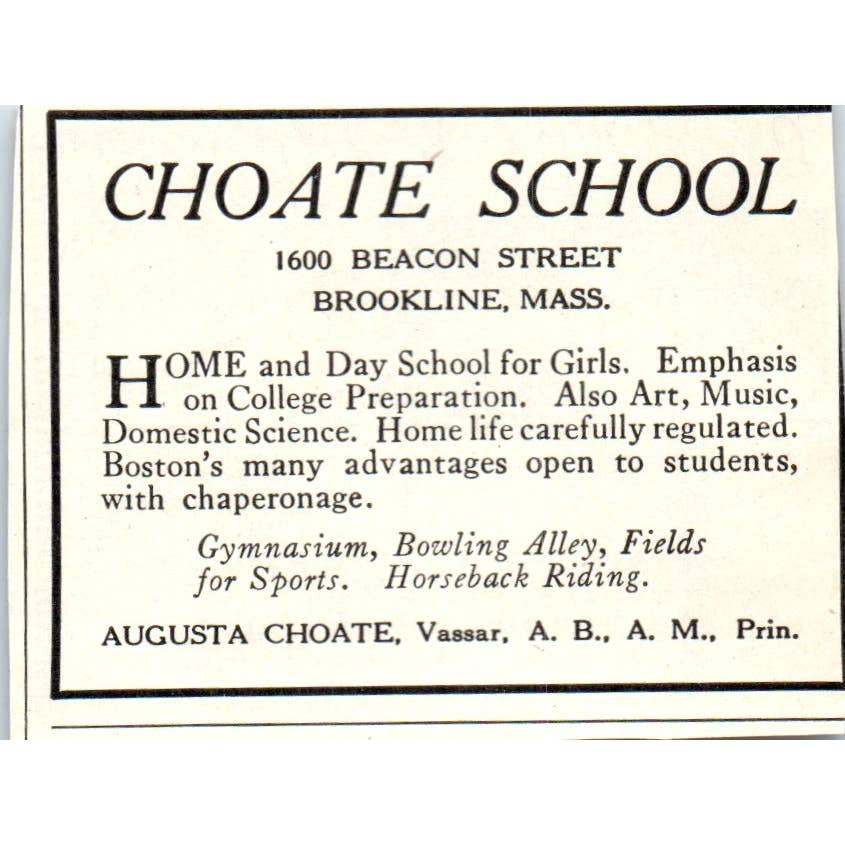 CHOATE SCHOOL
1600 BEACON STREET
BROOKLINE, MASS.
HOME and Day School for Girls. Emphasis
on College Preparation. Also Art, Music,
Domestic Science. Home life carefully regulated.
Boston's many advantages open to students,
with chaperonage.
Gymnasium, Bowling Alley, Fields
for Sports. Horseback Riding.
AUGUSTA CHOATE, Vassar, A. B., A. M., Prin.